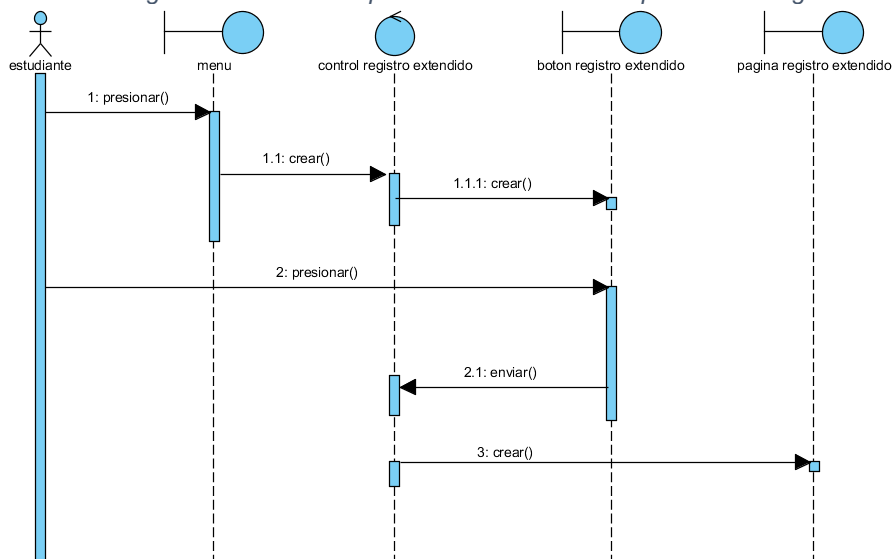 estudiante
menu
control registro extendido
boton registro extendido
pagina registro extendido
1: presionar()
1.1: crear()
1.1.1: crear()
2: presionar()
2.1: enviar()
3: crear()